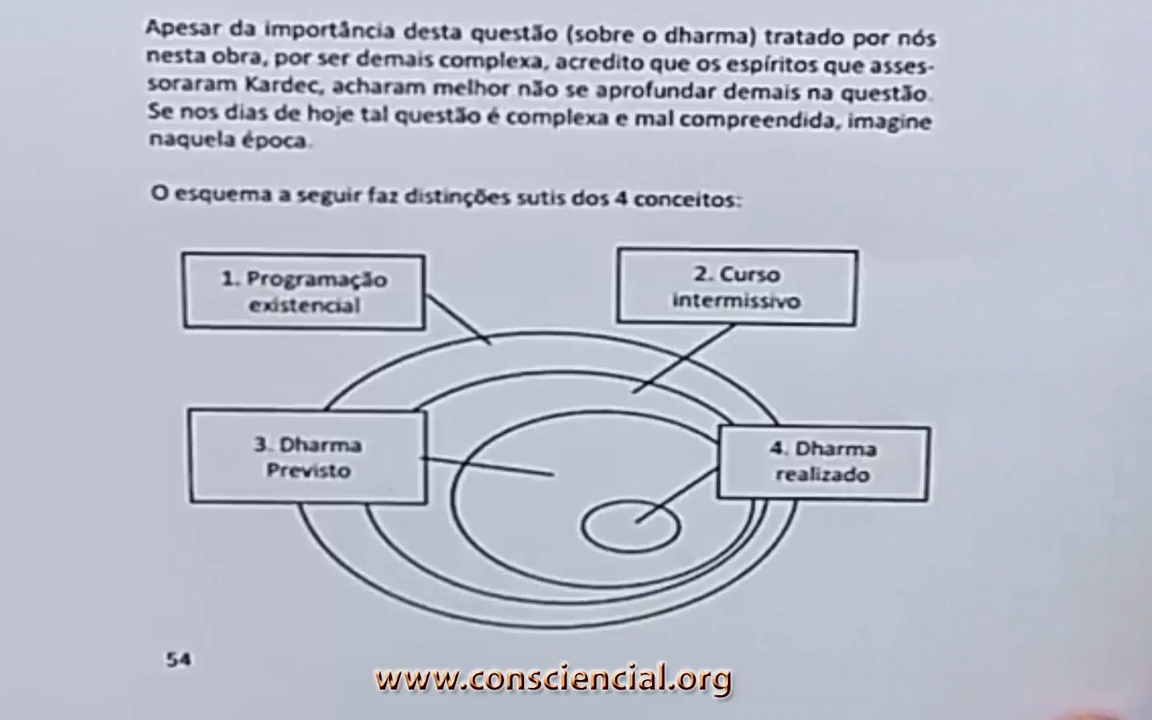 Apesar da importância desta questão (sobre o dharma) tratado por nós
nesta obra, por ser demais complexa, acredito que os espíritos que asses-
soraram Kardec, acharam melhor não se aprofundar demais na questão.
Se nos dias de hoje tal questão é complexa e mal compreendida, imagine
naquela época.
O esquema a seguir faz distinções sutis dos 4 conceitos:
1. Programação
existencial
2. Curso
intermissivo
3. Dharma
Previsto
4. Dharma
realizado
54
www.consciencial.org